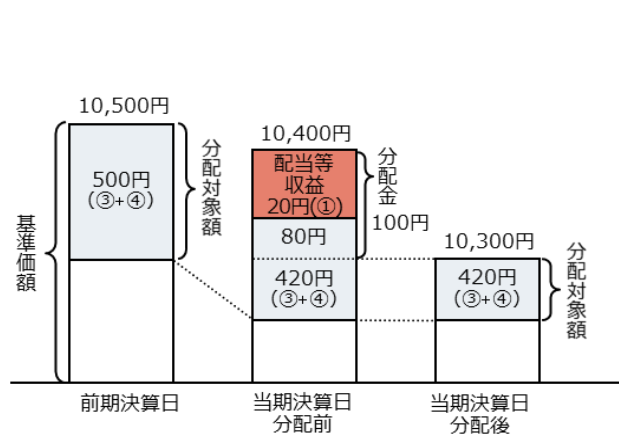 10,500円
500円
(③+④)
分配対象額
基準価額
前期決算日
10,400円
配当等
収益
20円(①)
80円
420円
(③+④)
分配金
100円
当期決算日
分配前
10,300円
420円
(③+④)
分配対象額
当期決算日
分配後